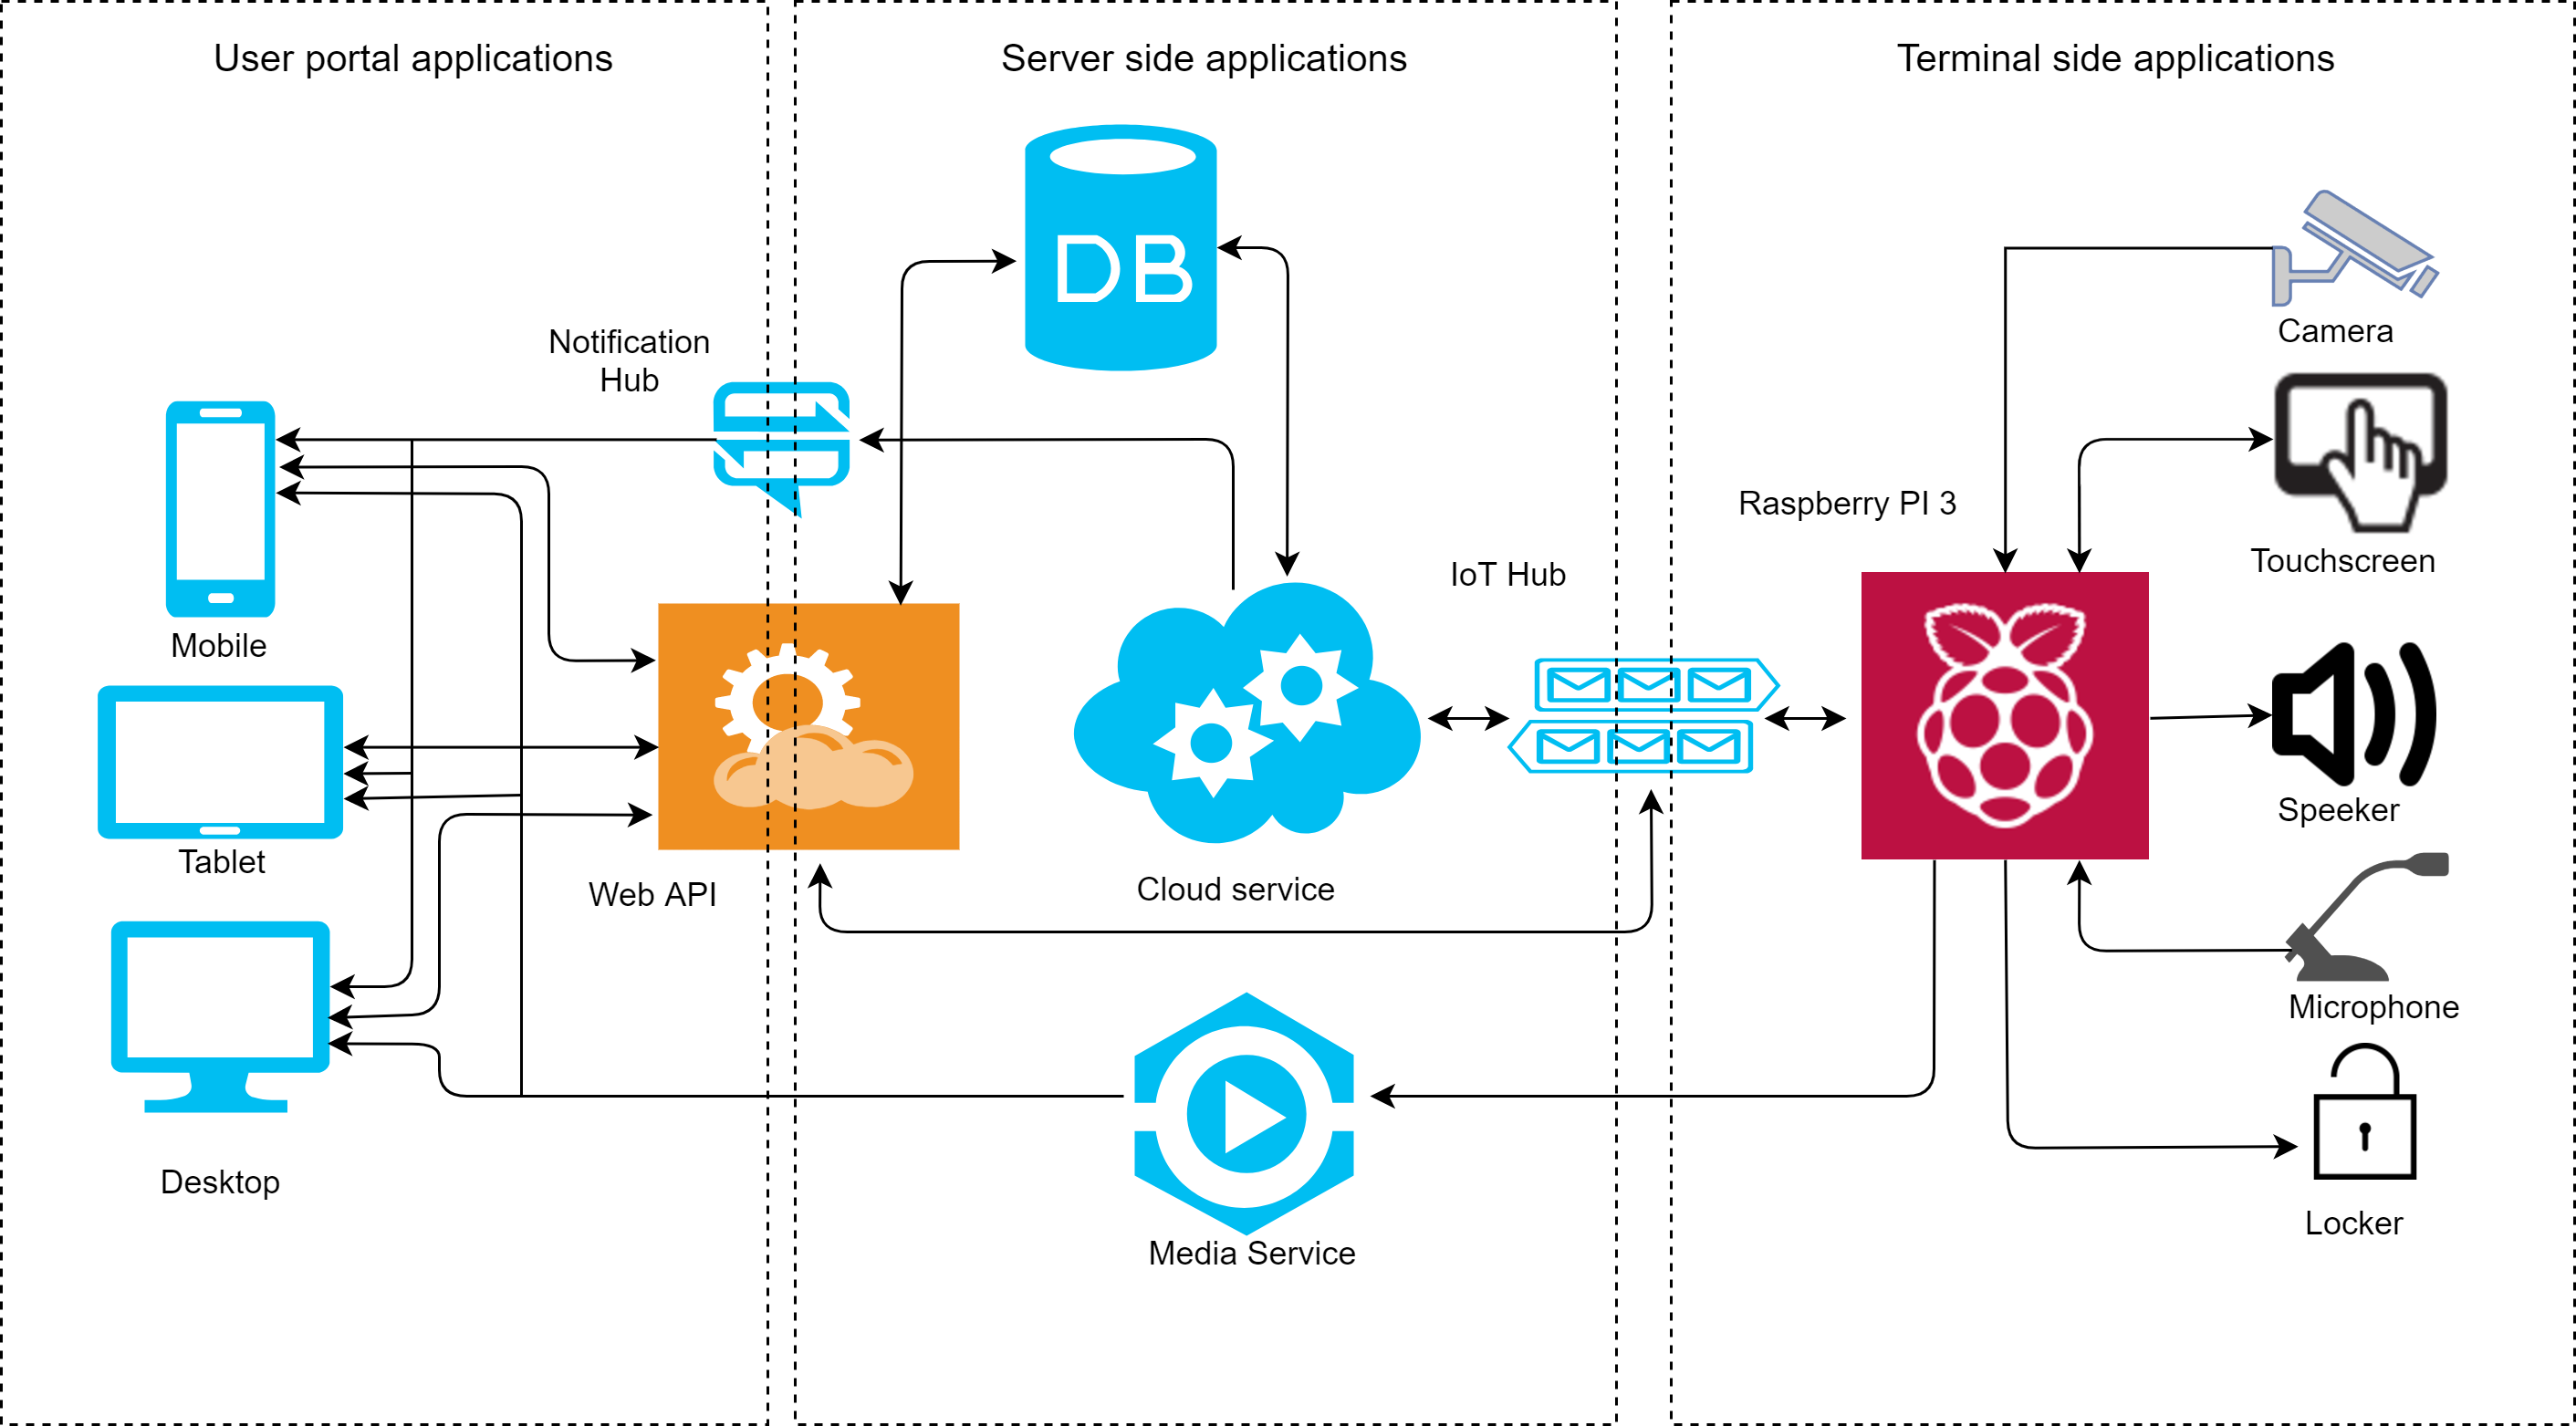 User portal applications
Server side applications
Terminal side applications
DB
Camera
Notification
Hub
Raspberry PI 3
Touchscreen
IoT Hub
Mobile
Speeker
Tablet
Web API
Cloud service
Microphone
Desktop
Locker
Media Service